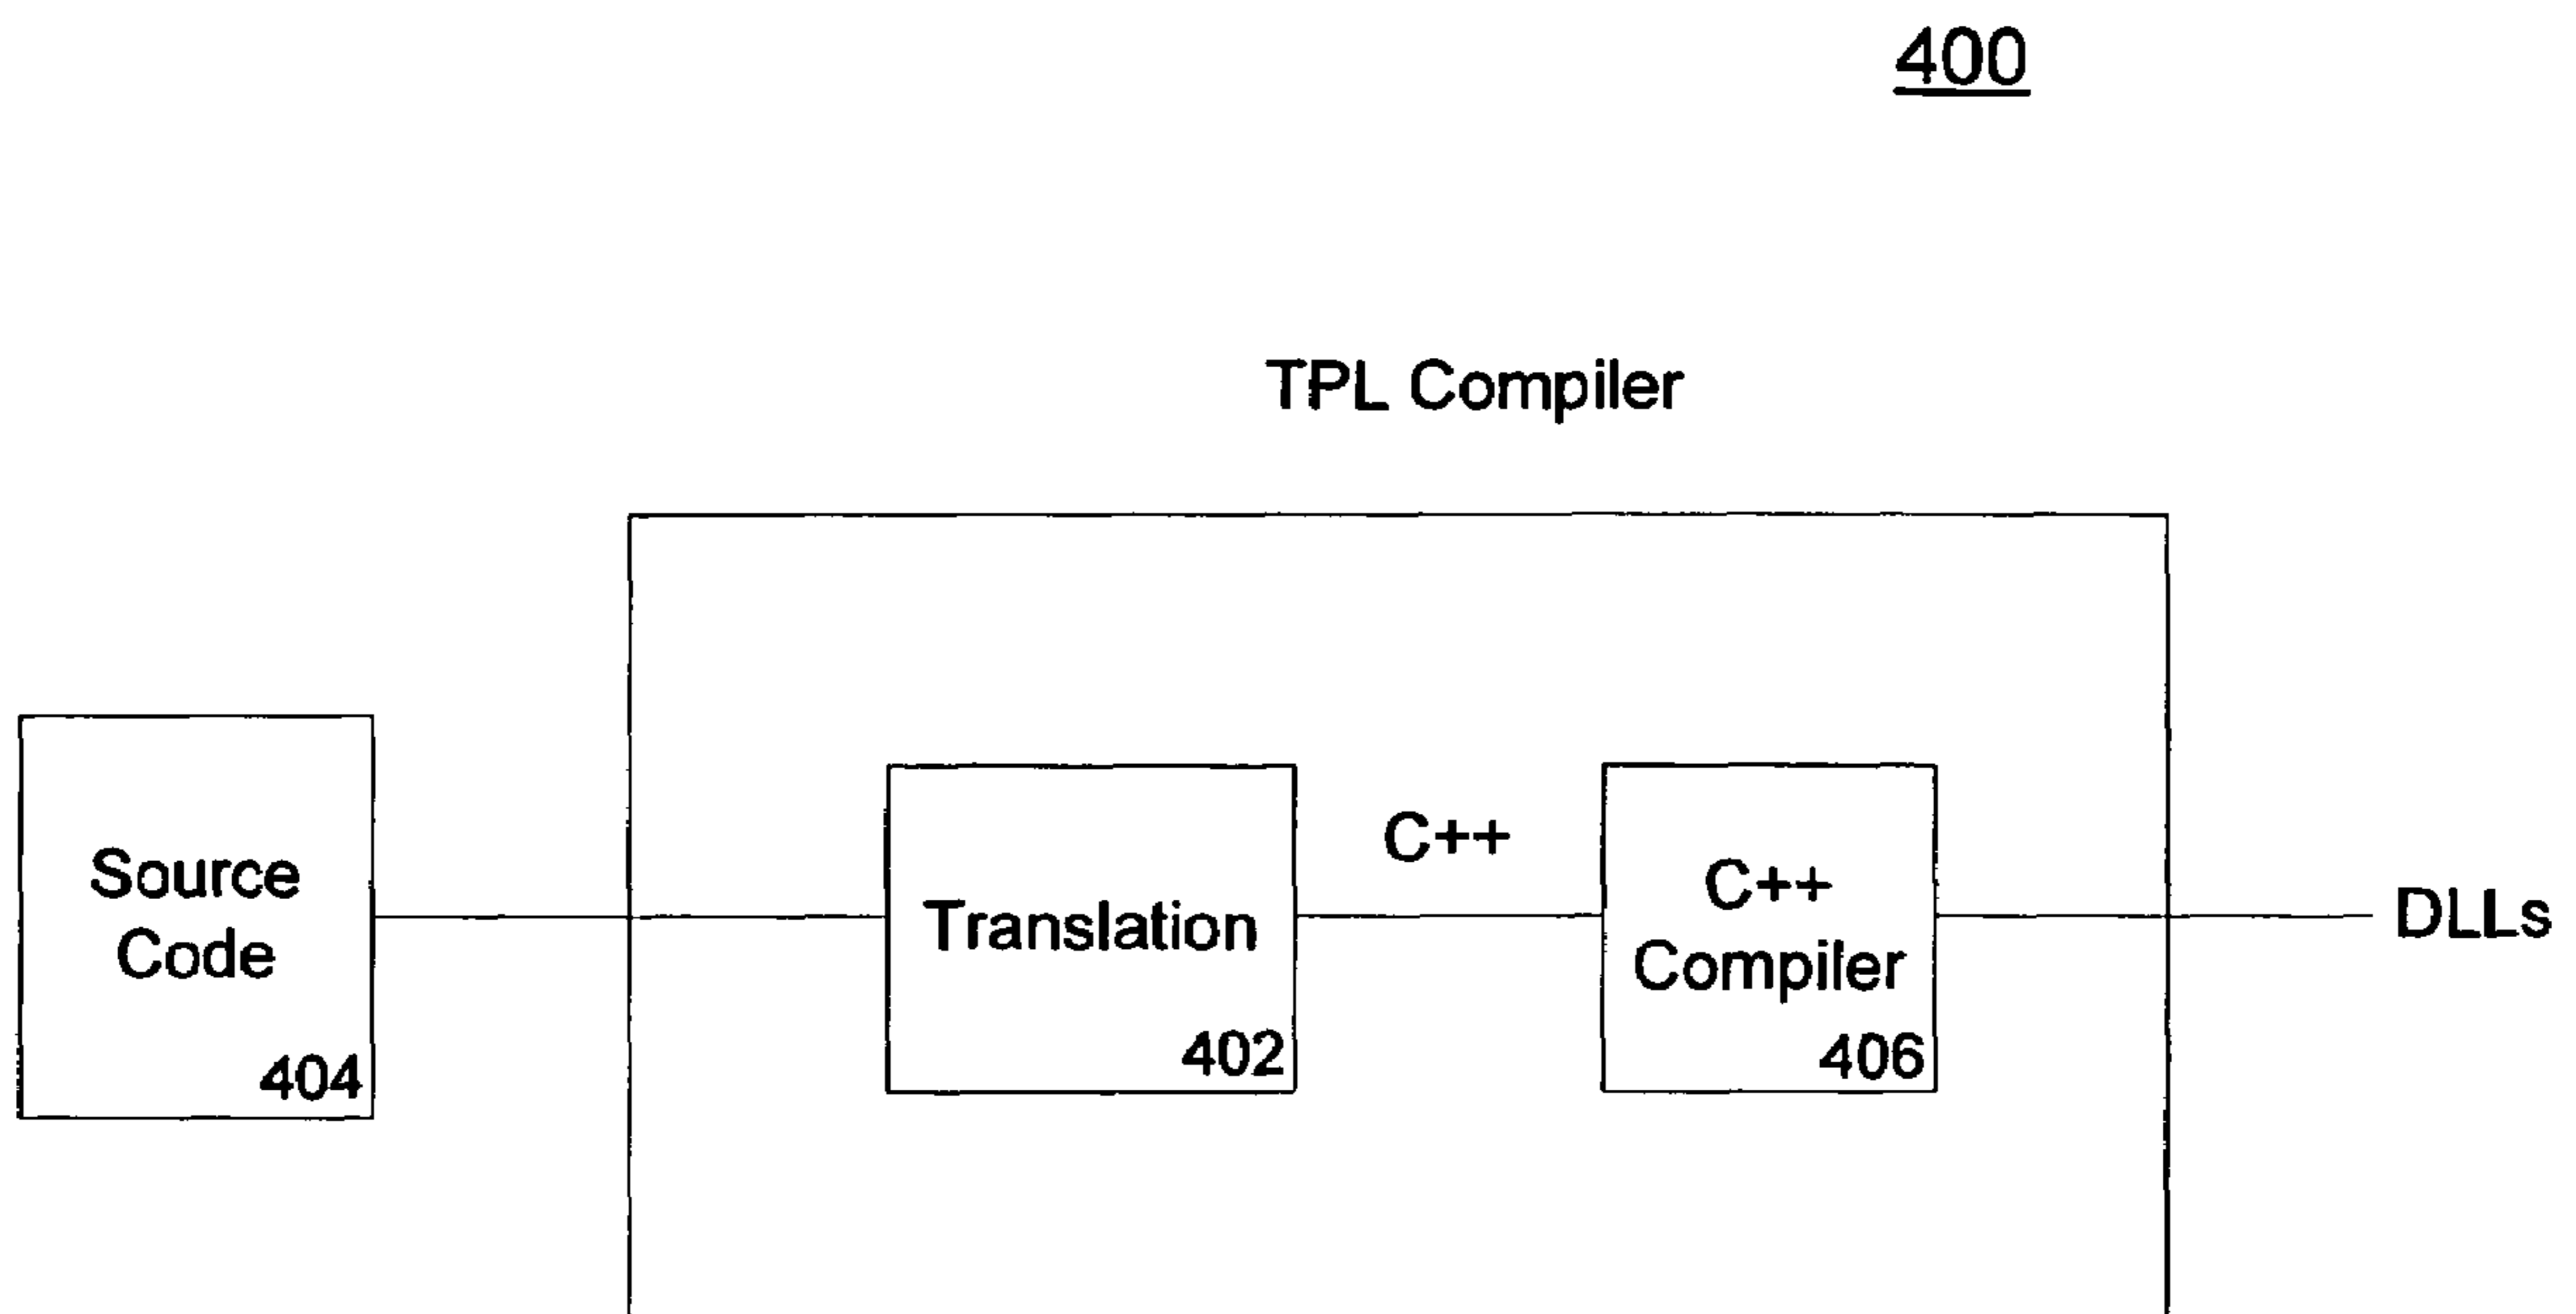 400
TPL Compiler
Source
Code
404
Translation
402
C++
C++
Compiler
406
DLLs